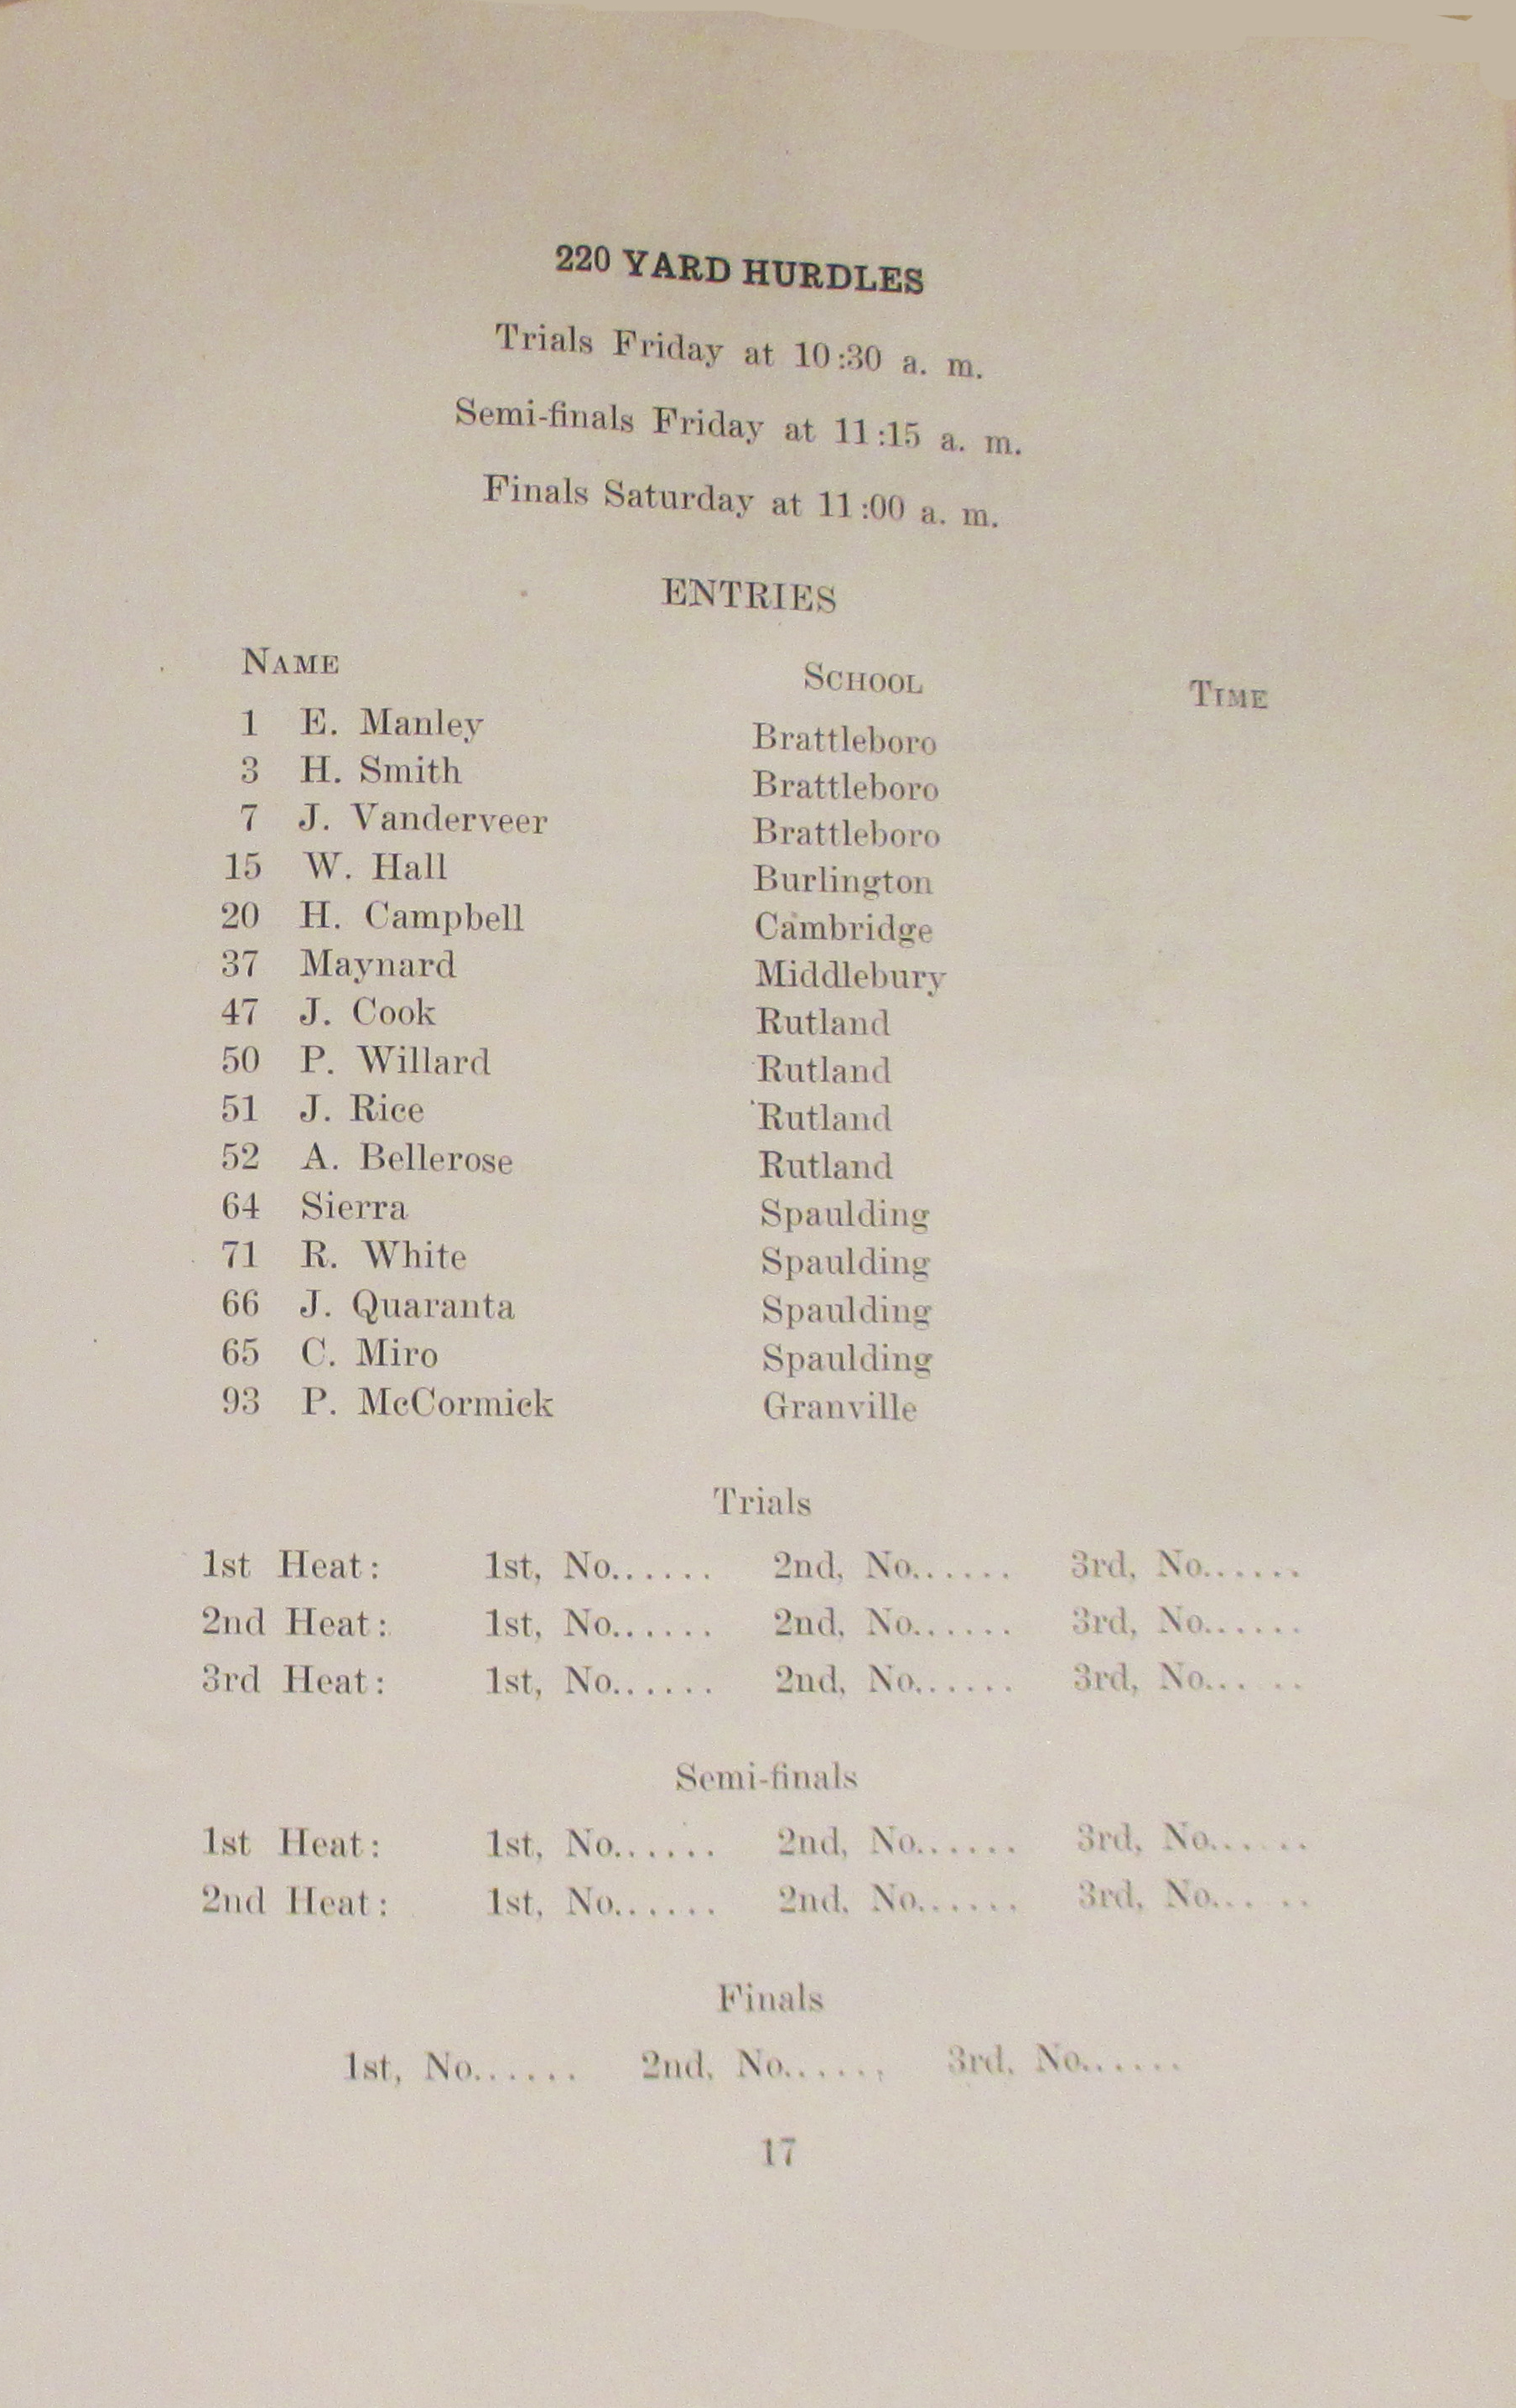 220 YARD HURDLES
Trials Friday at 10:30 a. m.
Semi-finals Friday at 11:15 a. m.
Finals Saturday at 11:00 a. m.
ENTRIES
NAME SCHOOL TIME
1 E. Manley Brattleboro
3 H. Smith Brattleboro
7 J. Vanderveer Brattleboro
15 W. Hall Burlington
20 H. Campbell Cambridge
37 Maynard Middlebury
47 J. Cook Rutland
50 P. Willard Rutland
51 J. Rice Rutland
52 A. Bellerose Rutland
64 Sierra Spaulding
71 R. White Spaulding
66 J. Quaranta Spaulding
65 C. Miro Spaulding
93 P. McCormick Granville
Trials
1st Heat: 1st, No...... 2nd, No...... 3rd, No......
2nd Heat: 1st, No...... 2nd, No...... 3rd, No......
3rd Heat: 1st, No...... 2nd, No...... 3rd, No......
Semi-finals
1st Heat: 1st, No...... 2nd, No...... 3rd, No......
2nd Heat: 1st, No...... 2nd, No...... 3rd, No......
Finals
1st, No...... 2nd, No...... 3rd, No......
17